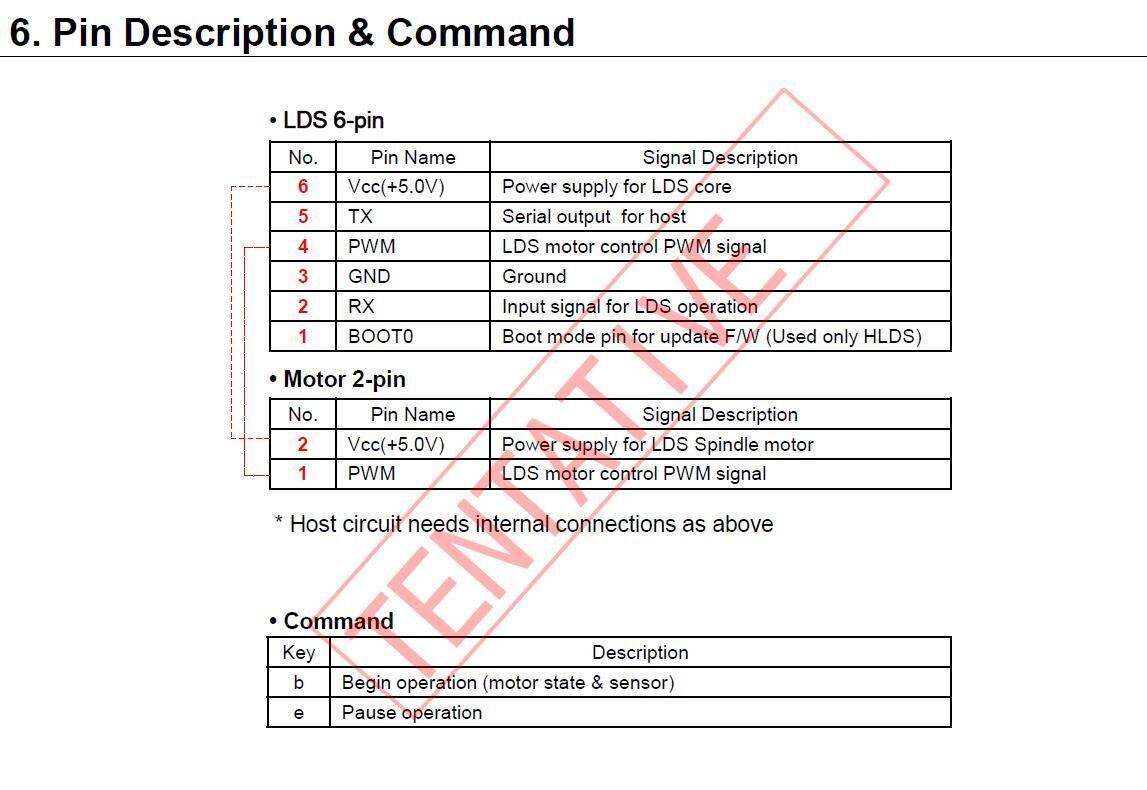 6. Pin Description & Command
• LDS 6-pin
No. Pin Name Signal Description
6 Vcc(+5.0V) Power supply for LDS core
5 TX Serial output for host
4 PWM LDS motor control PWM signal
3 GND Ground
2 RX Input signal for LDS operation
1 BOOT0 Boot mode pin for update F/W (Used only HLDS)
• Motor 2-pin
No. Pin Name Signal Description
2 Vcc(+5.0V) Power supply for LDS Spindle motor
1 PWM LDS motor control PWM signal
* Host circuit needs internal connections as above
• Command
Key Description
b Begin operation (motor state & sensor)
e Pause operation
TENTATIVE